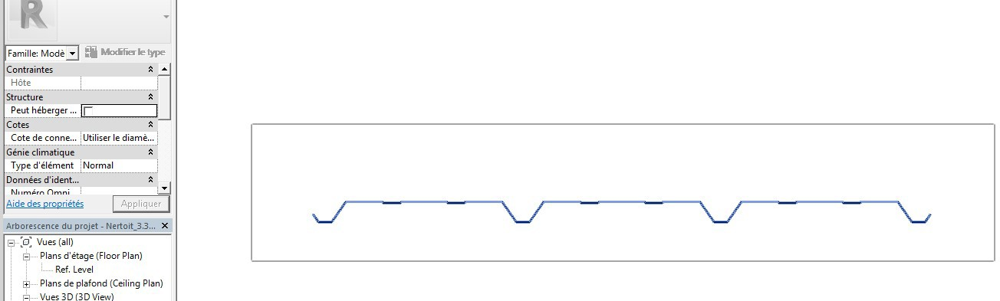 Famille: Modè
Modifier le type
Contraintes
Hôte
Structure
Peut héberger ...
Cotes
Cote de conne... Utiliser le diamè...
Génie climatique
Type d'élément Normal
Données d'ident...
Numéro Omni
Aide des propriétés Appliquer
Arborescence du projet - Nertoit_3.3...
Vues (all)
Plans d'étage (Floor Plan)
Ref. Level
Plans de plafond (Ceiling Plan)
Vues 3D (3D View)